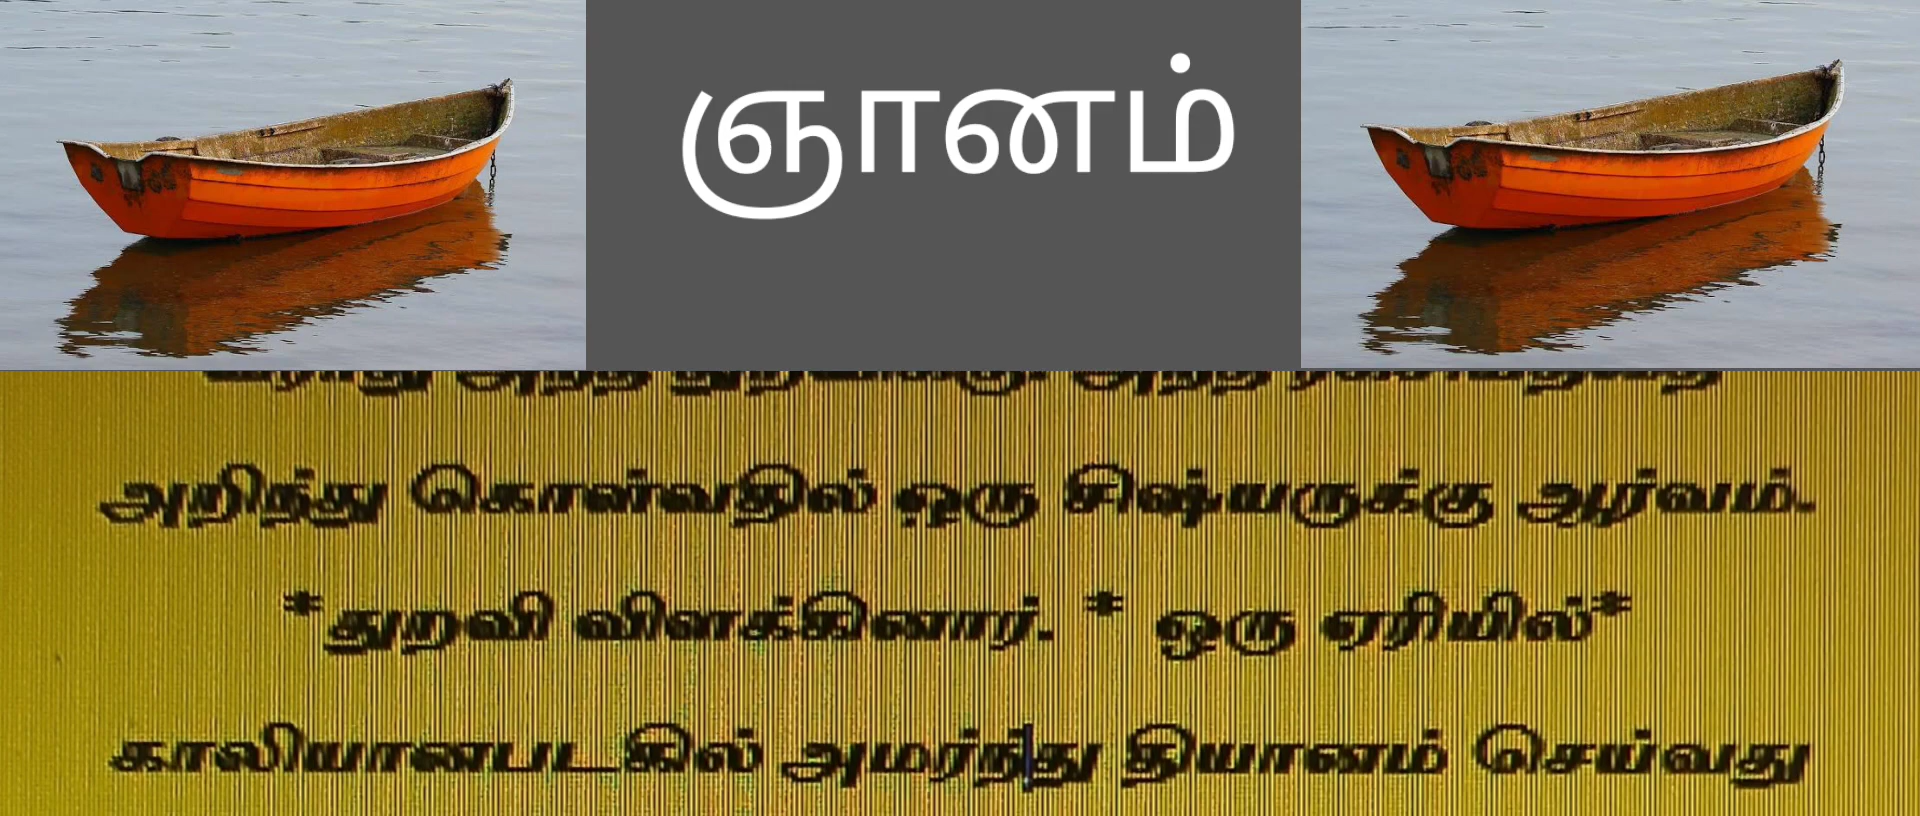 ஞானம்
அறிந்து கொள்வதில் ஒரு சிஷ்யருக்கு ஆர்வம்.
*துறவி விளக்கினார். * ஒரு ஏரியில்*
காலியானபடகில் அமர்ந்து தியானம் செய்வது